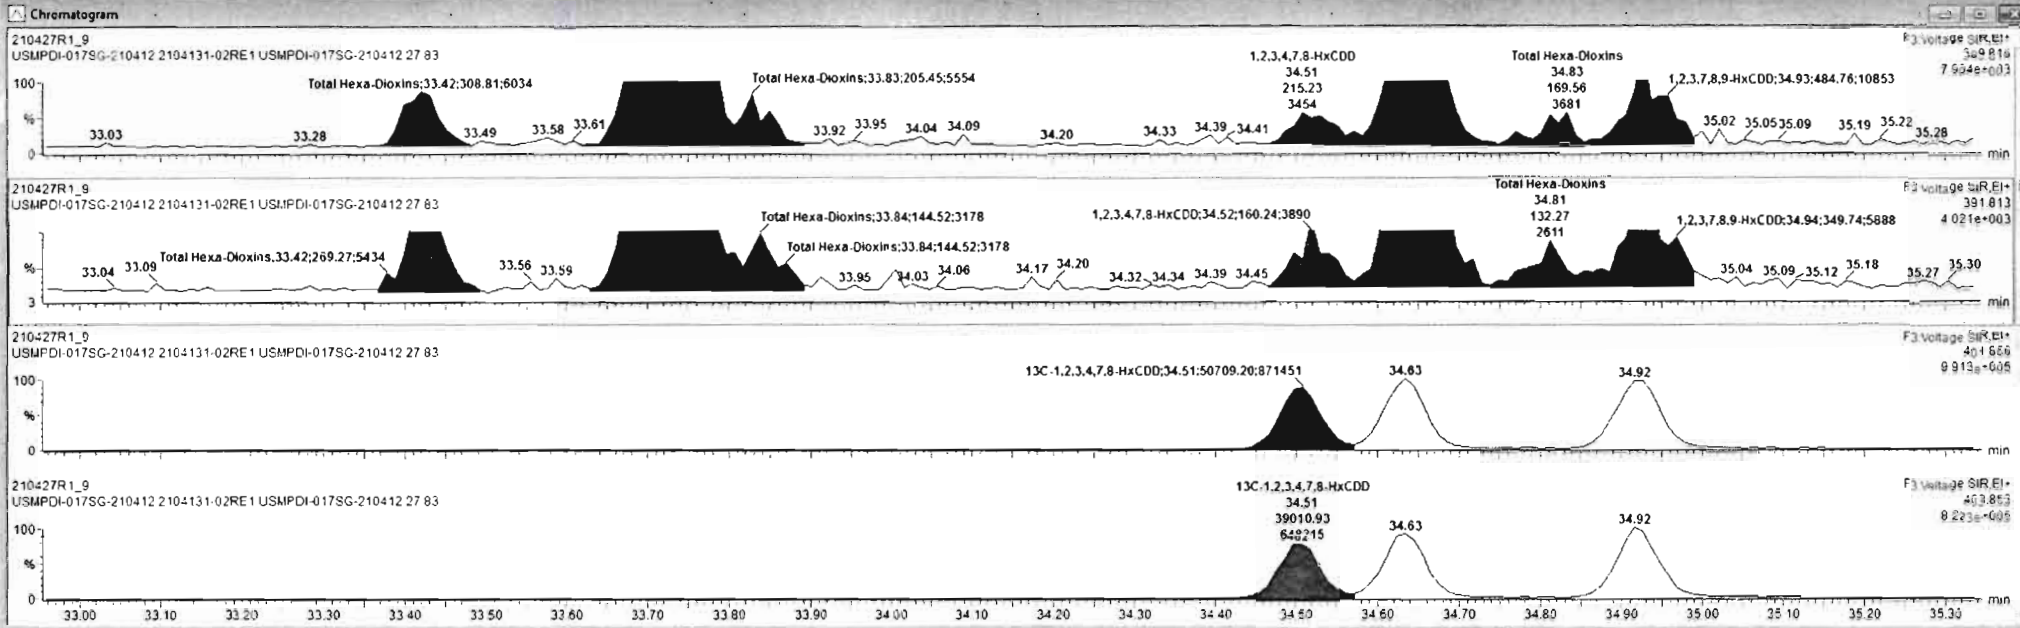 Chromatogram
210427R1_9
USMPDI-017SG-210412 2104131-02RE1 USMPDI-017SG-210412 27 83
F3:Voltage SIR,EI+
389.816
Total Hexa-Dioxins;33.42;308.81;6034
Total Hexa-Dioxins;33.83;205.45;5554
1,2,3,4,7,8-HxCDD
34.51
215.23
3454
Total Hexa-Dioxins
34.83
169.56
3681
1,2,3,7,8,9-HxCDD;34.93;484.76;10853
100
%
0
33.03
33.28
33.49
33.58
33.61
33.92
33.95
34.04
34.09
34.20
34.33
34.39
34.41
35.02
35.05
35.09
35.19
35.22
35.28
min
210427R1_9
USMPDI-017SG-210412 2104131-02RE1 USMPDI-017SG-210412 27 83
F3:Voltage SIR,EI+
391.813
4.021e+003
Total Hexa-Dioxins;33.42;269.27;5434
Total Hexa-Dioxins;33.84;144.52;3178
Total Hexa-Dioxins;33.84;144.52;3178
1,2,3,4,7,8-HxCDD;34.52;160.24;3890
Total Hexa-Dioxins
34.81
132.27
2611
1,2,3,7,8,9-HxCDD;34.94;349.74;5888
%
3
33.04
33.09
33.56
33.59
33.95
34.03
34.06
34.17
34.20
34.32
34.34
34.39
34.45
35.04
35.09
35.12
35.18
35.27
35.30
min
210427R1_9
USMPDI-017SG-210412 2104131-02RE1 USMPDI-017SG-210412 27 83
F3:Voltage SIR,EI+
9.913e+005
13C-1,2,3,4,7,8-HxCDD;34.51;50709.20;871451
34.63
34.92
100
%
0
min
210427R1_9
USMPDI-017SG-210412 2104131-02RE1 USMPDI-017SG-210412 27 83
F3:Voltage SIR,EI+
8.223e+005
13C-1,2,3,4,7,8-HxCDD
34.51
39010.93
648215
34.63
34.92
100
%
0
min
33.00 33.10 33.20 33.30 33.40 33.50 33.60 33.70 33.80 33.90 34.00 34.10 34.20 34.30 34.40 34.50 34.60 34.70 34.80 34.90 35.00 35.10 35.20 35.30